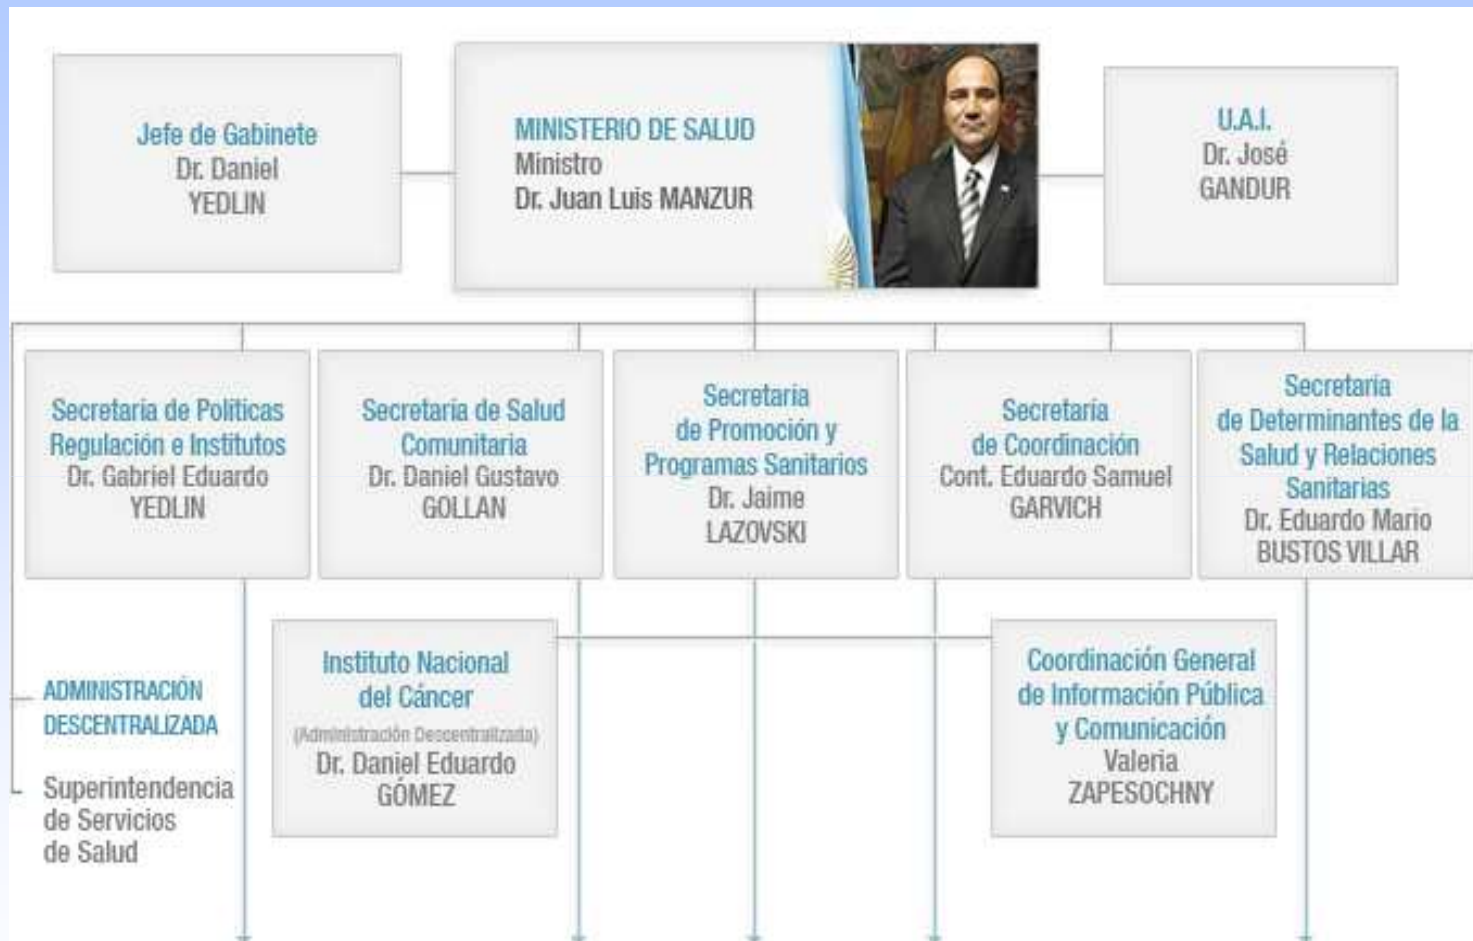 Jefe de Gabinete
Dr. Daniel
YEDLIN
MINISTERIO DE SALUD
Ministro
Dr. Juan Luis MANZUR
U.A.I.
Dr. José
GANDUR
Secretaria de Políticas
Regulación e Institutos
Dr. Gabriel Eduardo
YEDLIN
Secretaria de Salud
Comunitaria
Dr. Daniel Gustavo
GOLLAN
Secretaria
de Promoción y
Programas Sanitarios
Dr. Jaime
LAZOVSKI
Secretaría
de Coordinación
Cont. Eduardo Samuel
GARVICH
Secretaria
de Determinantes de la
Salud y Relaciones
Sanitarias
Dr. Eduardo Mario
BUSTOS VILLAR
ADMINISTRACIÓN
DESCENTRALIZADA
Superintendencia
de Servicios
de Salud
Instituto Nacional
del Cáncer
(Administración Descentralizada)
Dr. Daniel Eduardo
GÓMEZ
Coordinación General
de Información Pública
y Comunicación
Valeria
ZAPESOCHNY